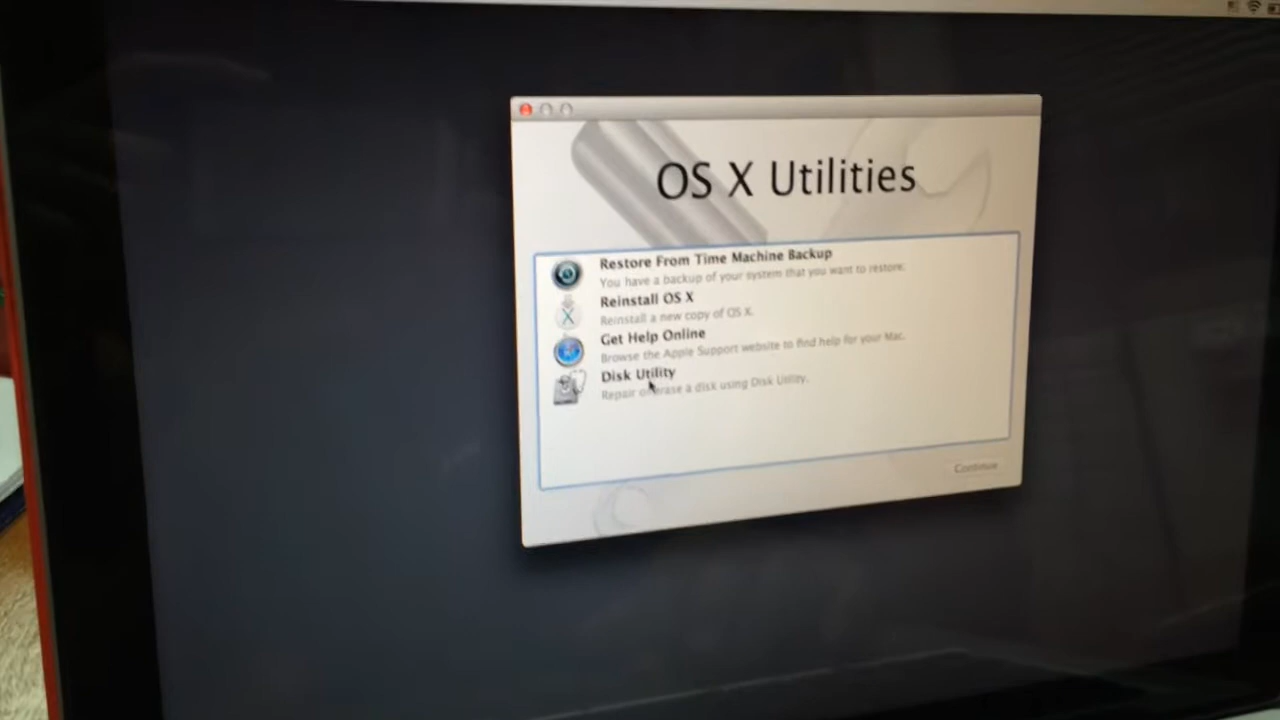 OS X Utilities
Restore From Time Machine Backup
You have a backup of your system that you want to restore.
Reinstall OS X
Reinstall a new copy of OS X.
Get Help Online
Browse the Apple Support website to find help for your Mac.
Disk Utility
Repair or erase a disk using Disk Utility.
Continue